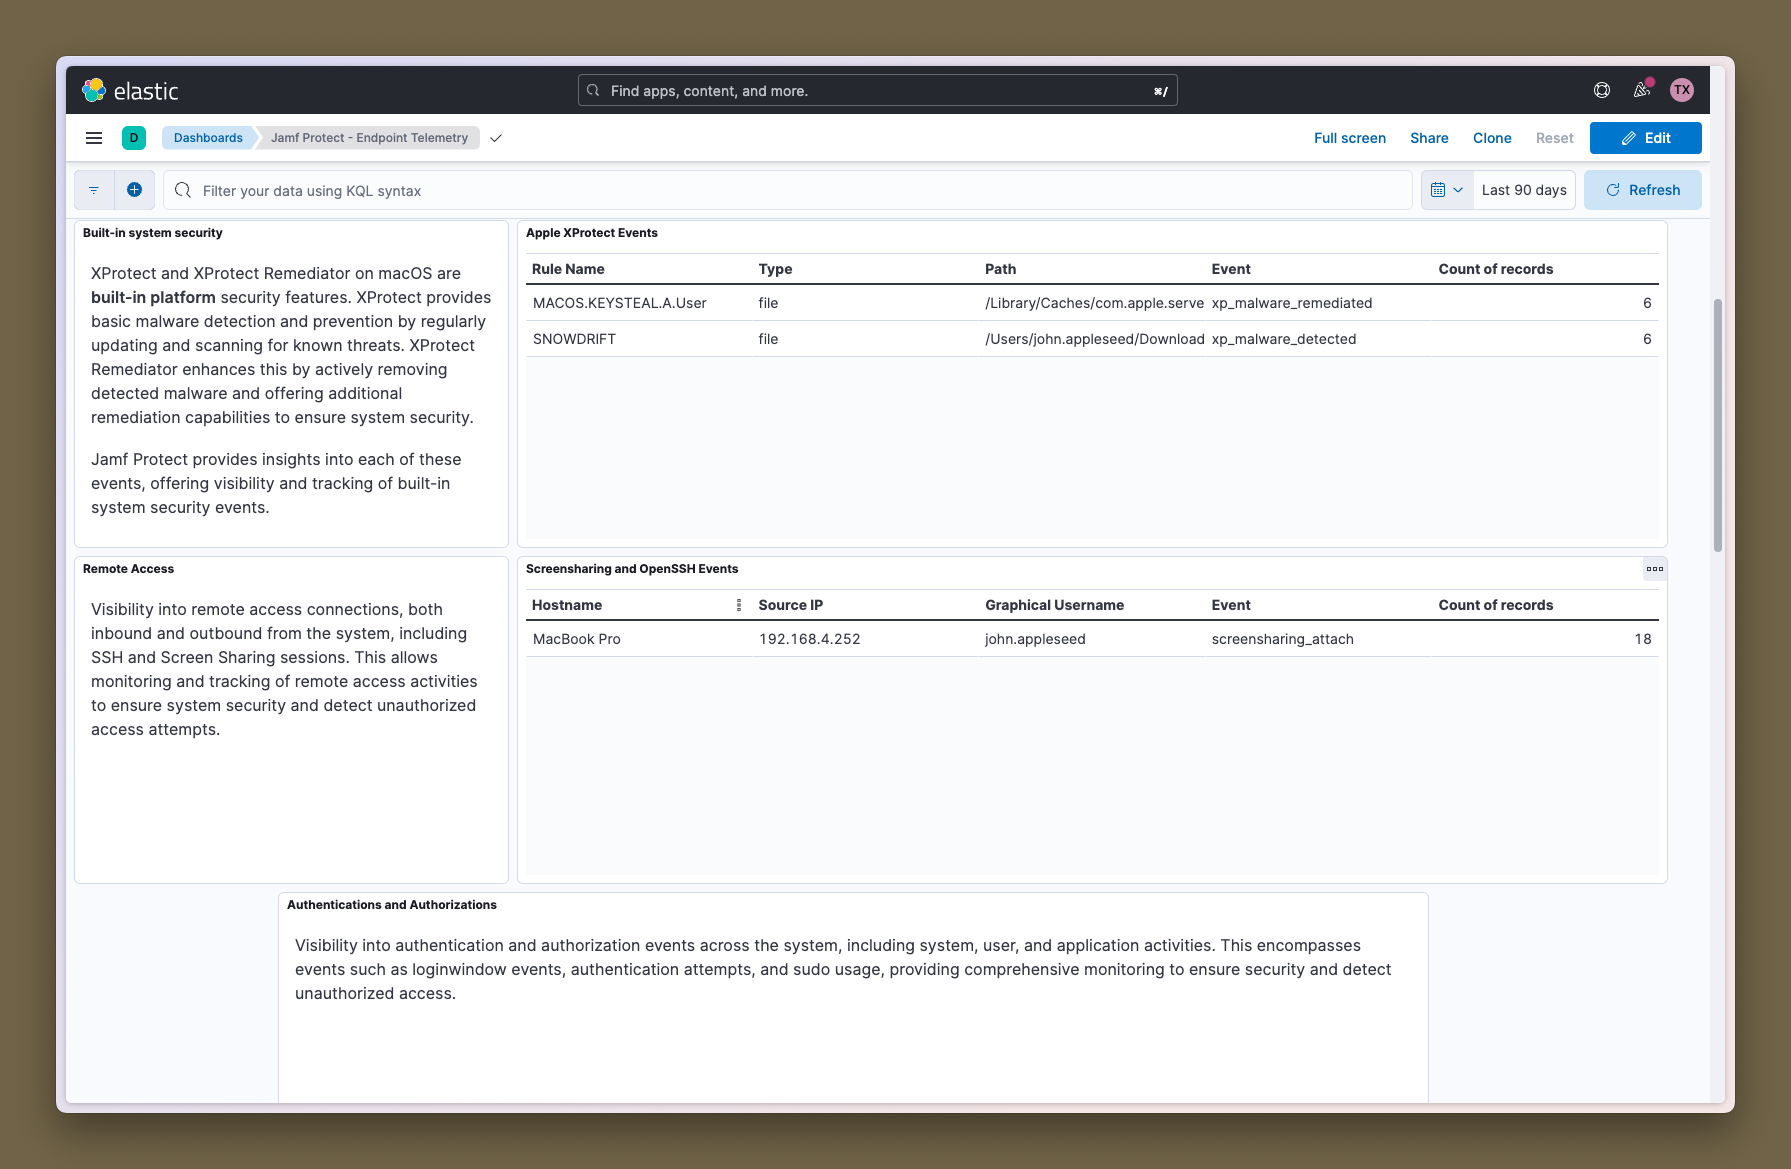 elastic
Find apps, content, and more.
⌘/
TX
D
Dashboards
Jamf Protect - Endpoint Telemetry
Full screen
Share
Clone
Reset
Edit
Filter your data using KQL syntax
Last 90 days
Refresh
Built-in system security
XProtect and XProtect Remediator on macOS are
built-in platform security features. XProtect provides
basic malware detection and prevention by regularly
updating and scanning for known threats. XProtect
Remediator enhances this by actively removing
detected malware and offering additional
remediation capabilities to ensure system security.
Jamf Protect provides insights into each of these
events, offering visibility and tracking of built-in
system security events.
Apple XProtect Events
Rule Name Type Path Event Count of records
MACOS.KEYSTEAL.A.User file /Library/Caches/com.apple.serve xp_malware_remediated 6
SNOWDRIFT file /Users/john.appleseed/Download xp_malware_detected 6
Remote Access
Visibility into remote access connections, both
inbound and outbound from the system, including
SSH and Screen Sharing sessions. This allows
monitoring and tracking of remote access activities
to ensure system security and detect unauthorized
access attempts.
Screensharing and OpenSSH Events
Hostname Source IP Graphical Username Event Count of records
MacBook Pro 192.168.4.252 john.appleseed screensharing_attach 18
Authentications and Authorizations
Visibility into authentication and authorization events across the system, including system, user, and application activities. This encompasses
events such as loginwindow events, authentication attempts, and sudo usage, providing comprehensive monitoring to ensure security and detect
unauthorized access.